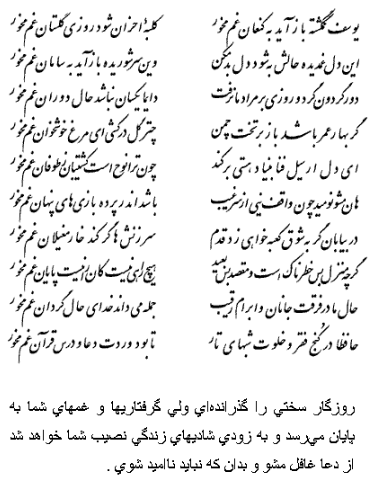 یوسف گمگشته باز آید به کنعان غم مخور کلبهٔ احزان شود روزی گلستان غم مخور
این دل غمدیده حالش به شود دل بد مکن وین سر شوریده باز آید به سامان غم مخور
دور گردون گر دو روزی بر مراد ما نرفت دایما یکسان نباشد حال دوران غم مخور
گر بهار عمر باشد باز بر تخت چمن چتر گل در سر کشی ای مرغ خوشخوان غم مخور
ای دل ار سیل فنا بنیاد هستی برکند چون ترا نوح است کشتیبان ز طوفان غم مخور
هان مشو نومید چون واقف نیی از سر غیب باشد اندر پرده بازی‌های پنهان غم مخور
در بیابان گر به شوق کعبه خواهی زد قدم سرزنش‌ها گر کند خار مغیلان غم مخور
گرچه منزل بس خطرناک است و مقصد بس بعید هیچ راهی نیست کان را نیست پایان غم مخور
حال ما در فرقت جانان و ابرام رقیب جمله می داند خدای حال گردان غم مخور
حافظا در کنج فقر و خلوت شبهای تار تا بود وردت دعا و درس قرآن غم مخور
روزگار سختي را گذرانده‌اي ولي گرفتاريها و غمهاي شما به
پايان مي‌رسد و به زودي شاديهاي زندگي نصيب شما خواهد شد
از دعا غافل مشو و بدان كه نبايد نااميد شوي .